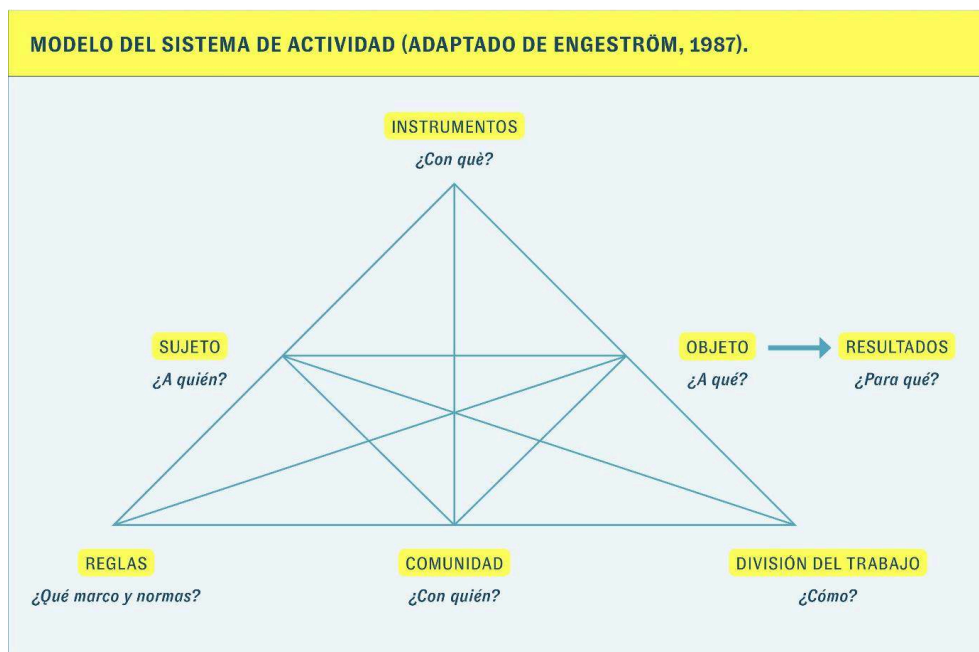 MODELO DEL SISTEMA DE ACTIVIDAD (ADAPTADO DE ENGESTRÖM, 1987).
INSTRUMENTOS
¿Con què?
SUJETO
¿A quién?
OBJETO
¿A qué?
RESULTADOS
¿Para qué?
REGLAS
¿Qué marco y normas?
COMUNIDAD
¿Con quién?
DIVISIÓN DEL TRABAJO
¿Cómo?